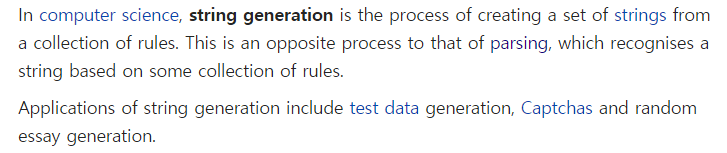 In computer science, string generation is the process of creating a set of strings from
a collection of rules. This is an opposite process to that of parsing, which recognises a
string based on some collection of rules.
Applications of string generation include test data generation, Captchas and random
essay generation.